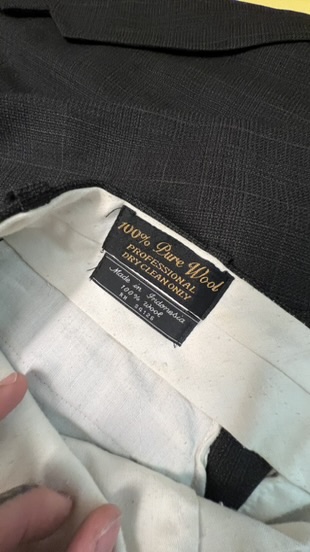 100% Pure Wool
PROFESSIONAL
DRY CLEAN ONLY
Made in Indonesia
100% Wool